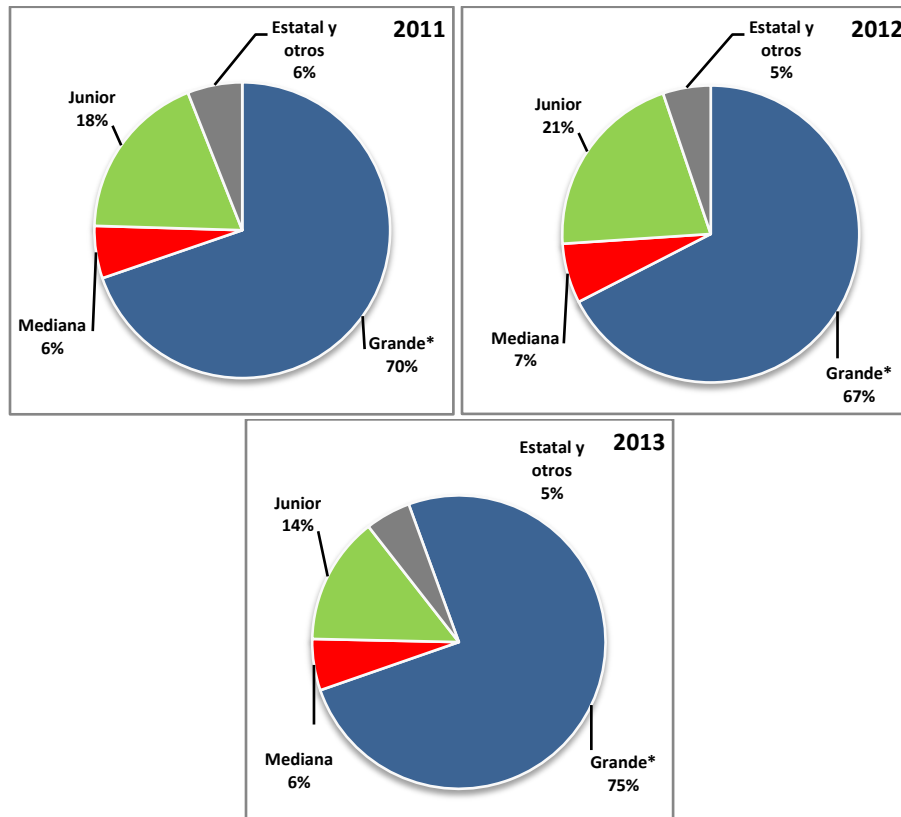 2011
Estatal y
otros
6%
Junior
18%
Mediana
6%
Grande*
70%
2012
Estatal y
otros
5%
Junior
21%
Mediana
7%
Grande*
67%
2013
Estatal y
otros
5%
Junior
14%
Mediana
6%
Grande*
75%